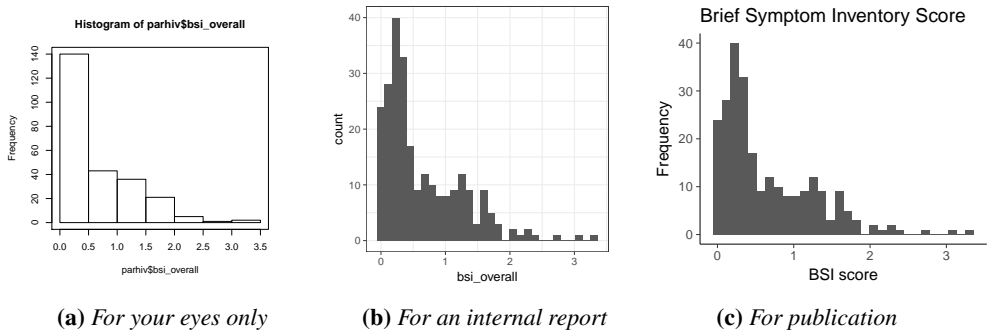 Histogram of parhiv$bsi_overall
Frequency
0 20 40 60 80 100 120 140
0.0 0.5 1.0 1.5 2.0 2.5 3.0 3.5
parhiv$bsi_overall
(a) For your eyes only
count
40
30
20
10
0
0 1 2 3
bsi_overall
(b) For an internal report
Brief Symptom Inventory Score
Frequency
40
30
20
10
0
0 1 2 3
BSI score
(c) For publication